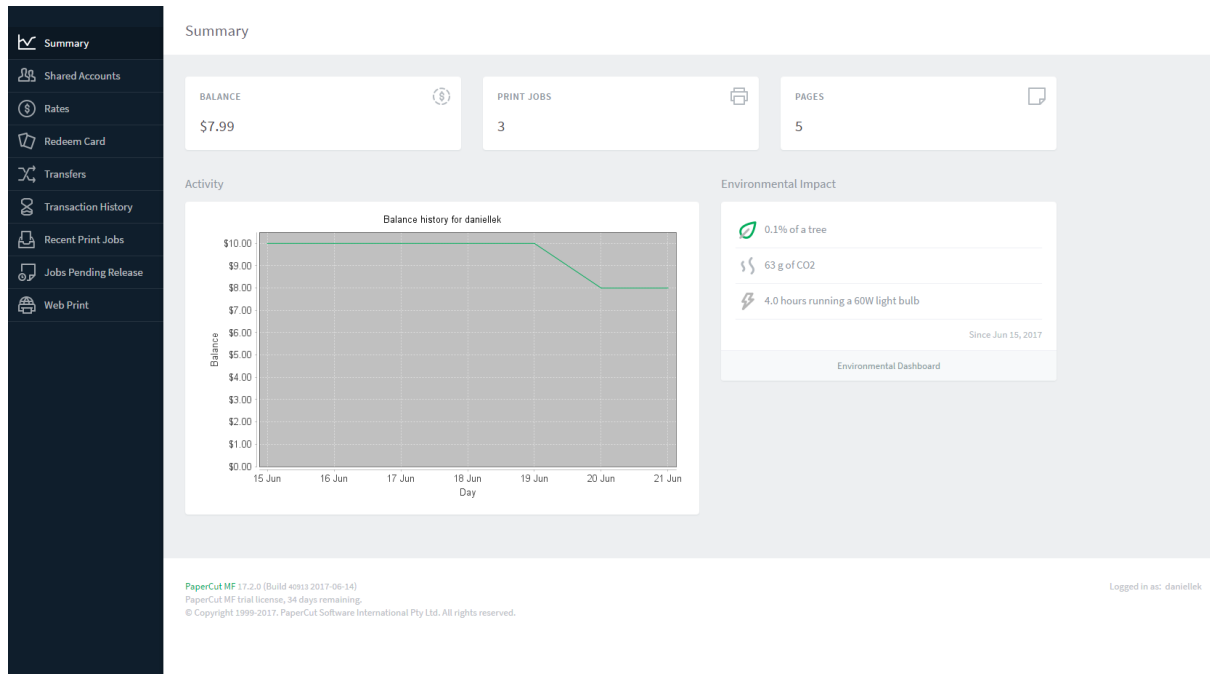 Summary
Shared Accounts
Rates
Redeem Card
Transfers
Transaction History
Recent Print Jobs
Jobs Pending Release
Web Print
Summary
BALANCE
$7.99
PRINT JOBS
3
PAGES
5
Activity
Balance history for daniellek
$10.00
$9.00
$8.00
$7.00
$6.00
$5.00
$4.00
$3.00
$2.00
$1.00
$0.00
Balance
15 Jun 16 Jun 17 Jun 18 Jun 19 Jun 20 Jun 21 Jun
Day
Environmental Impact
0.1% of a tree
63 g of CO2
4.0 hours running a 60W light bulb
Since Jun 15, 2017
Environmental Dashboard
PaperCut MF 17.2.0 (Build 40913 2017-06-14)
PaperCut MF trial license, 34 days remaining.
© Copyright 1999-2017. PaperCut Software International Pty Ltd. All rights reserved.
Logged in as: daniellek